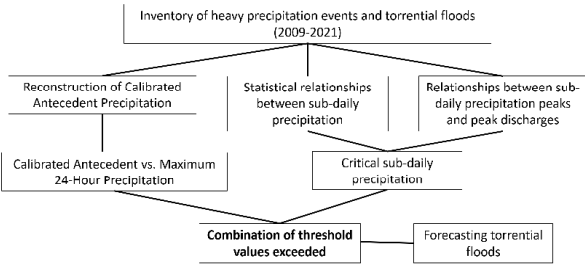 Inventory of heavy precipitation events and torrential floods
(2009-2021)
Reconstruction of Calibrated
Antecedent Precipitation
Statistical relationships
between sub-daily
precipitation
Relationships between sub-
daily precipitation peaks
and peak discharges
Calibrated Antecedent vs. Maximum
24-Hour Precipitation
Critical sub-daily
precipitation
Combination of threshold
values exceeded
Forecasting torrential
floods